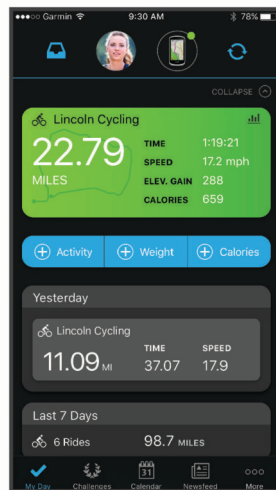 Garmin 9:30 AM 78%
COLLAPSE
Lincoln Cycling
22.79
MILES
TIME 1:19:21
SPEED 17.2 mph
ELEV. GAIN 288
CALORIES 659
Activity Weight Calories
Yesterday
Lincoln Cycling
11.09 MI
TIME SPEED
37.07 17.9
Last 7 Days
6 Rides 98.7 MILES
31
My Day Challenges Calendar Newsfeed More